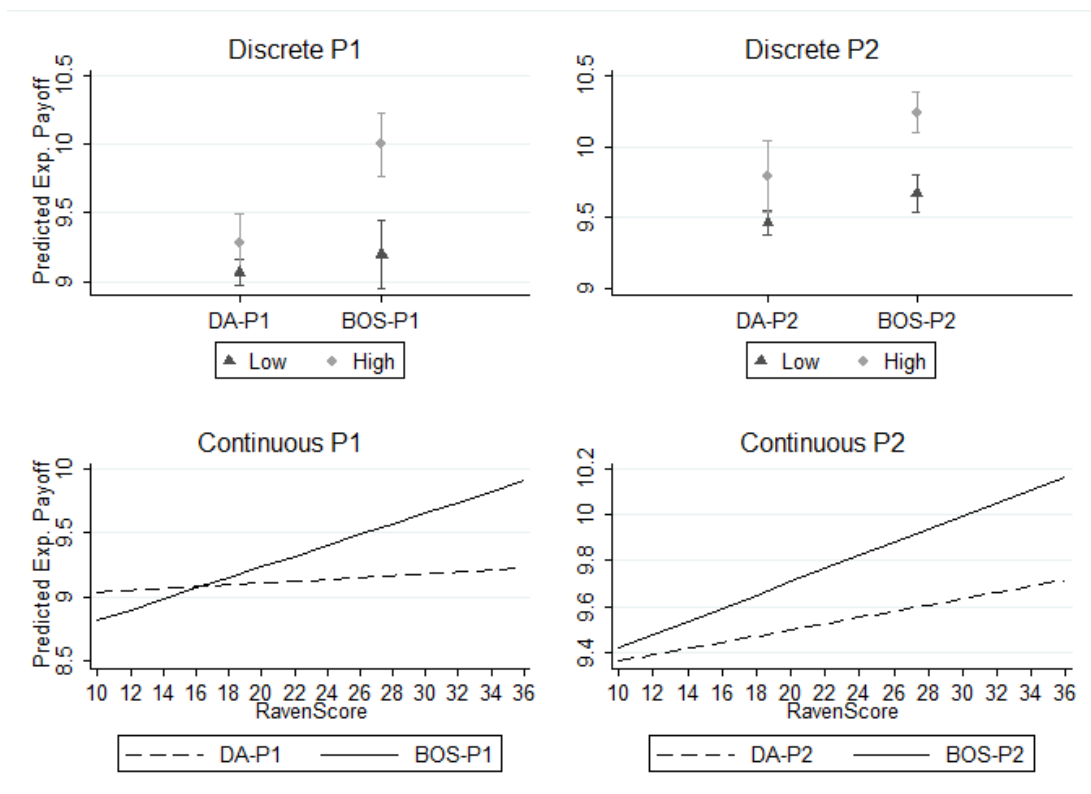 Discrete P1
Predicted Exp. Payoff
10.5
10
9.5
9
DA-P1 BOS-P1
Low High
Discrete P2
10.5
10
9.5
9
DA-P2 BOS-P2
Low High
Continuous P1
Predicted Exp. Payoff
10
9.5
9
8.5
10 12 14 16 18 20 22 24 26 28 30 32 34 36
RavenScore
DA-P1 BOS-P1
Continuous P2
10.2
10
9.8
9.6
9.4
10 12 14 16 18 20 22 24 26 28 30 32 34 36
RavenScore
DA-P2 BOS-P2